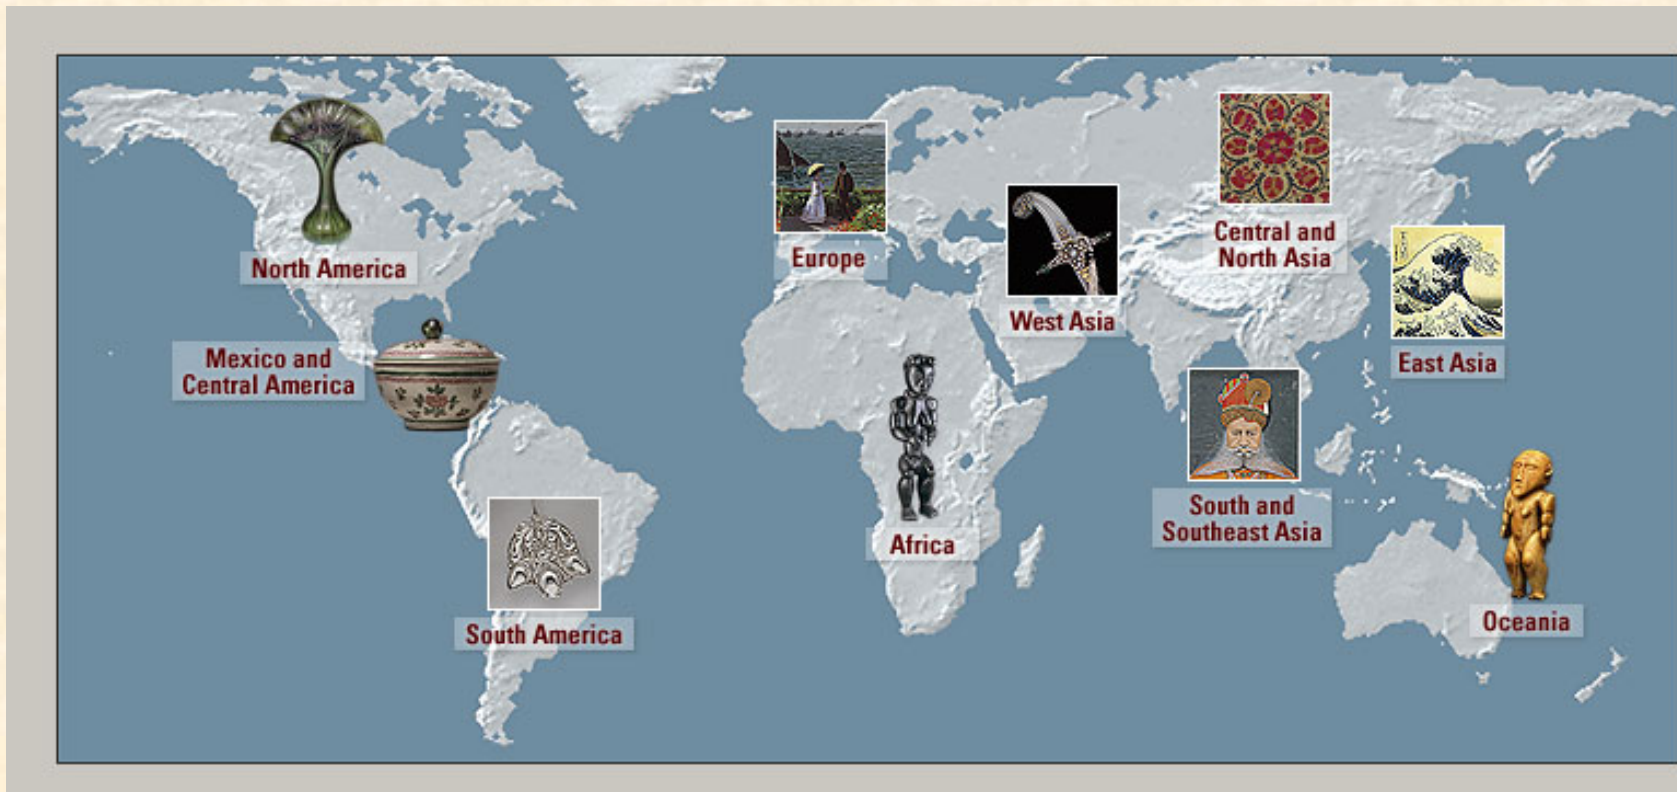 North America
Mexico and
Central America
South America
Europe
Africa
West Asia
Central and
North Asia
East Asia
South and
Southeast Asia
Oceania